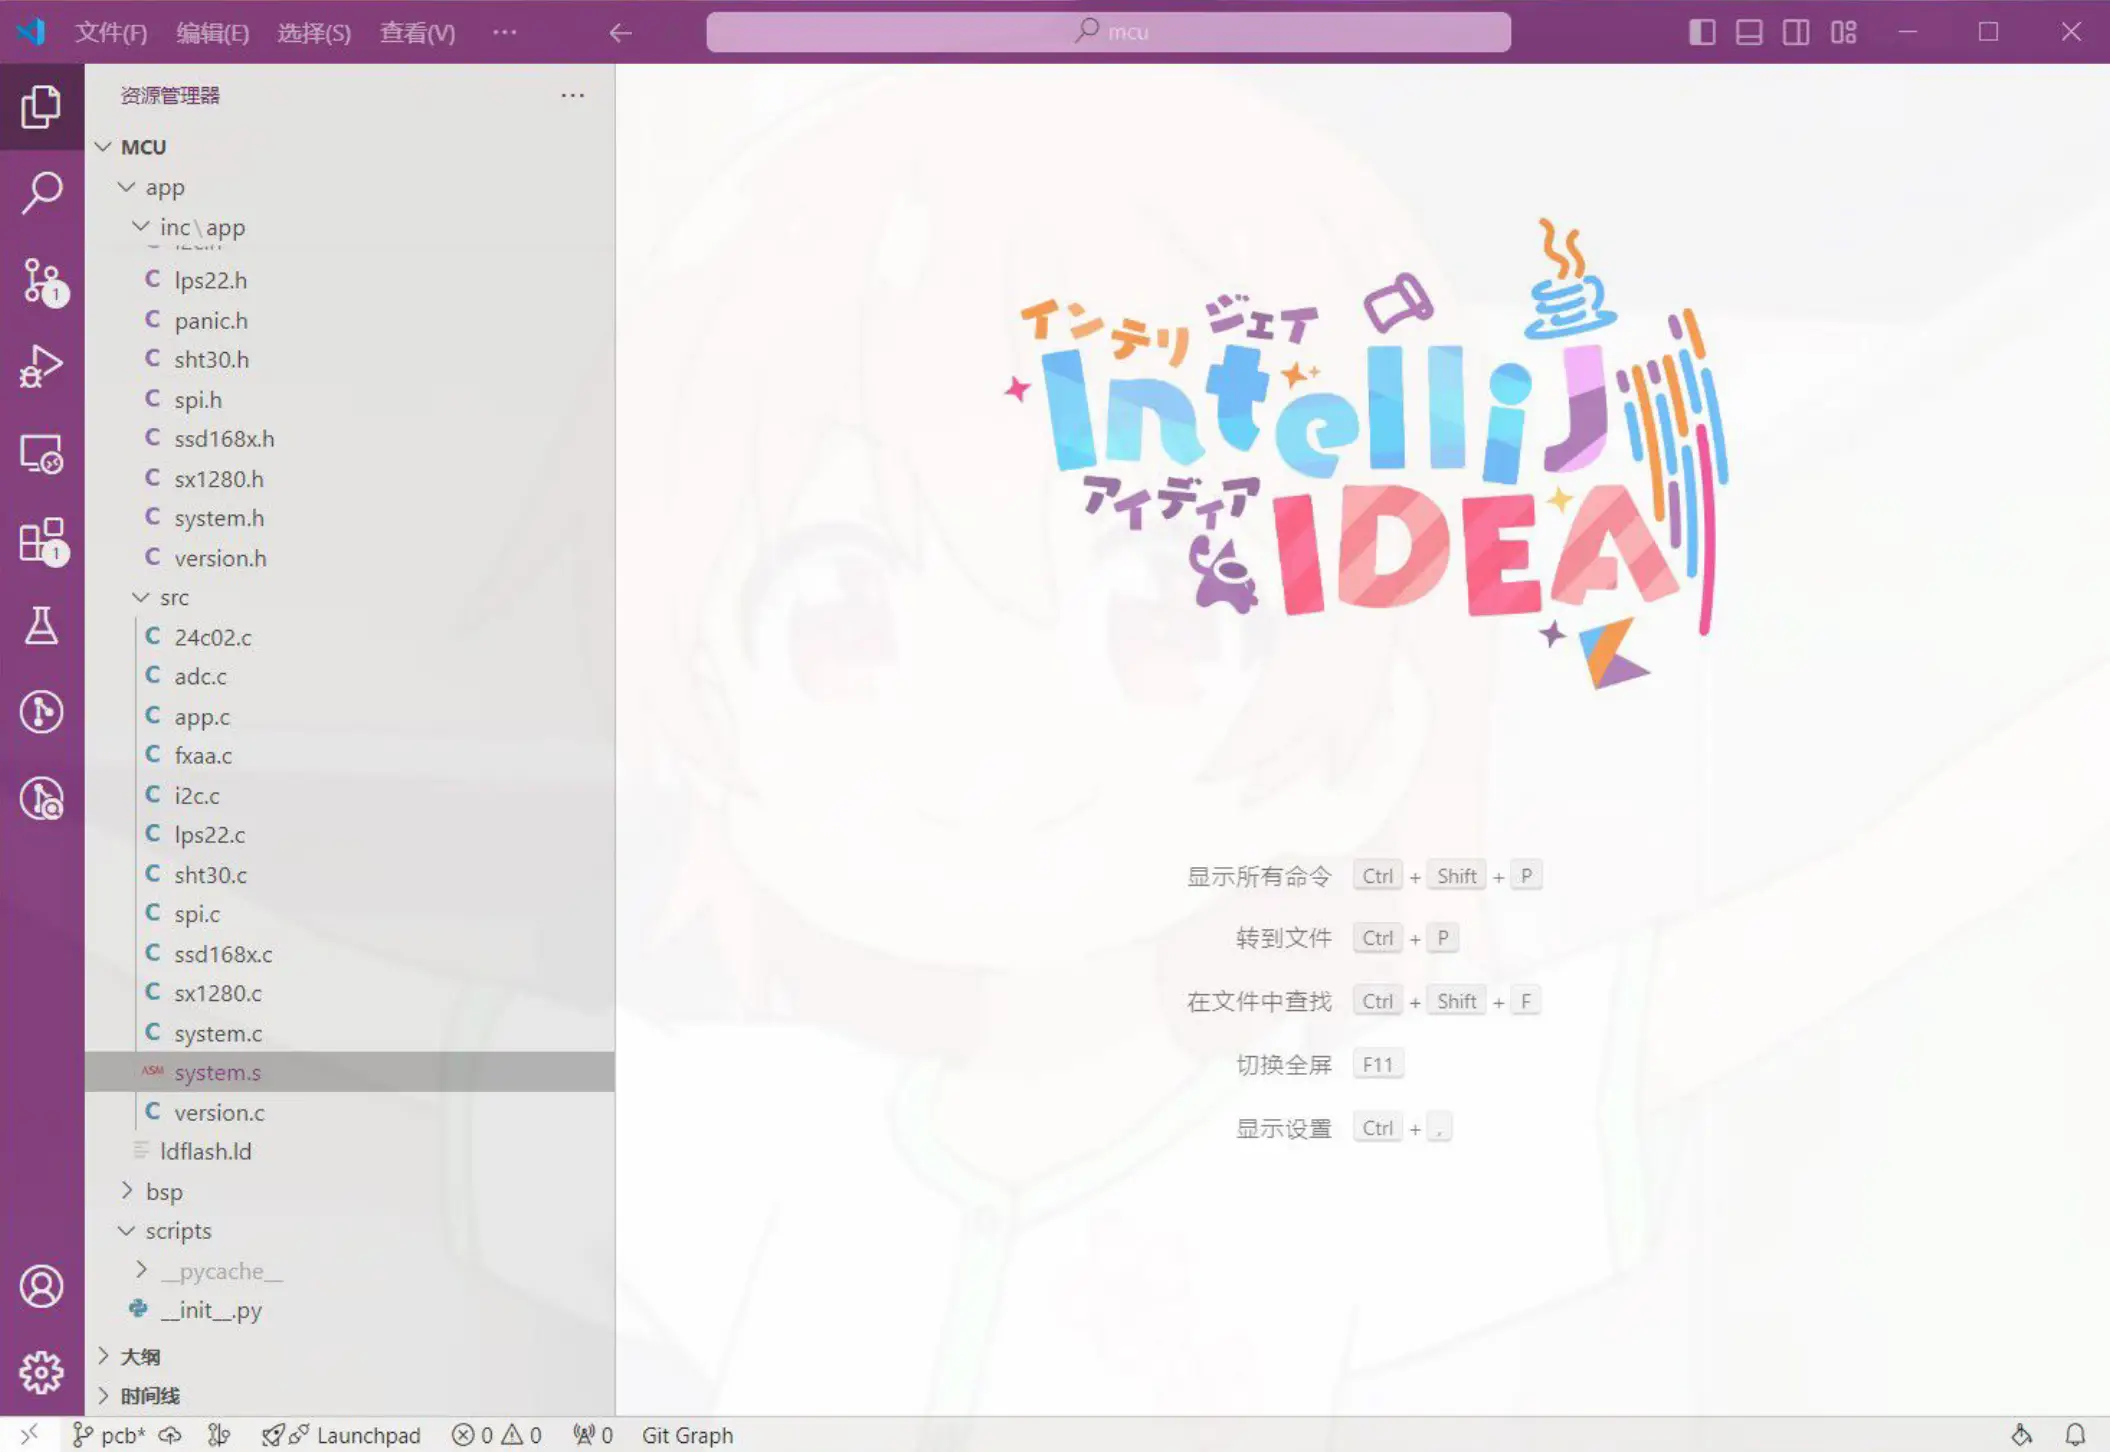 文件(F) 编辑(E) 选择(S) 查看(V) ··· mcu
资源管理器 ···
MCU
app
inc\app
lps22.h
panic.h
sht30.h
spi.h
ssd168x.h
sx1280.h
system.h
version.h
src
24c02.c
adc.c
app.c
fxaa.c
i2c.c
lps22.c
sht30.c
spi.c
ssd168x.c
sx1280.c
system.c
ASM system.s
version.c
ldflash.ld
bsp
scripts
__pycache__
__init__.py
大纲
时间线
1
1
インテリジェイ
IntelliJ
アイディア
IDEA
显示所有命令 Ctrl + Shift + P
转到文件 Ctrl + P
在文件中查找 Ctrl + Shift + F
切换全屏 F11
显示设置 Ctrl + ,
pcb* Launchpad 0 0 0 Git Graph